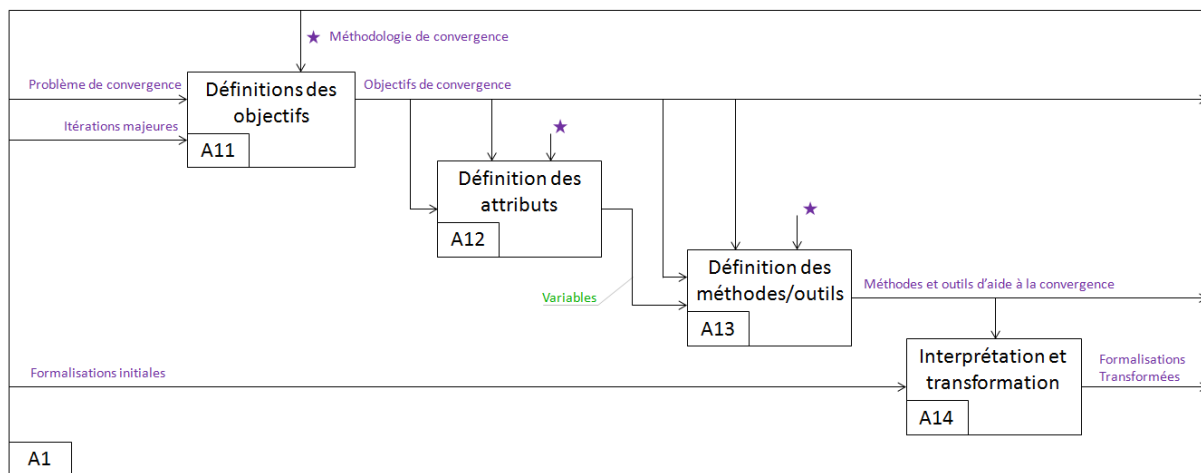 Méthodologie de convergence
Problème de convergence
Définitions des
objectifs
Objectifs de convergence
Itérations majeures
A11
Définition des
attributs
A12
Variables
Définition des
méthodes/outils
A13
Méthodes et outils d'aide à la convergence
Formalisations initiales
Interprétation et
transformation
A14
Formalisations
Transformées
A1